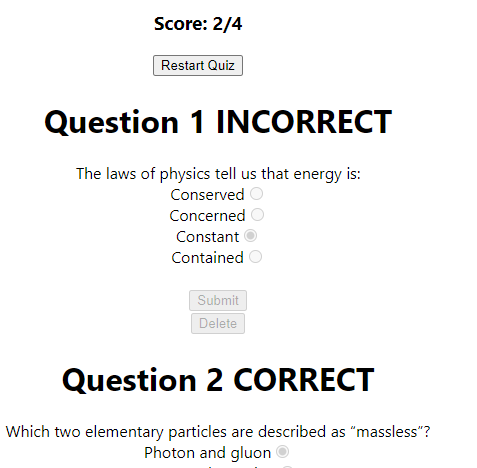 Score: 2/4
Restart Quiz
Question 1 INCORRECT
The laws of physics tell us that energy is:
Conserved
Concerned
Constant
Contained
Submit
Delete
Question 2 CORRECT
Which two elementary particles are described as “massless”?
Photon and gluon